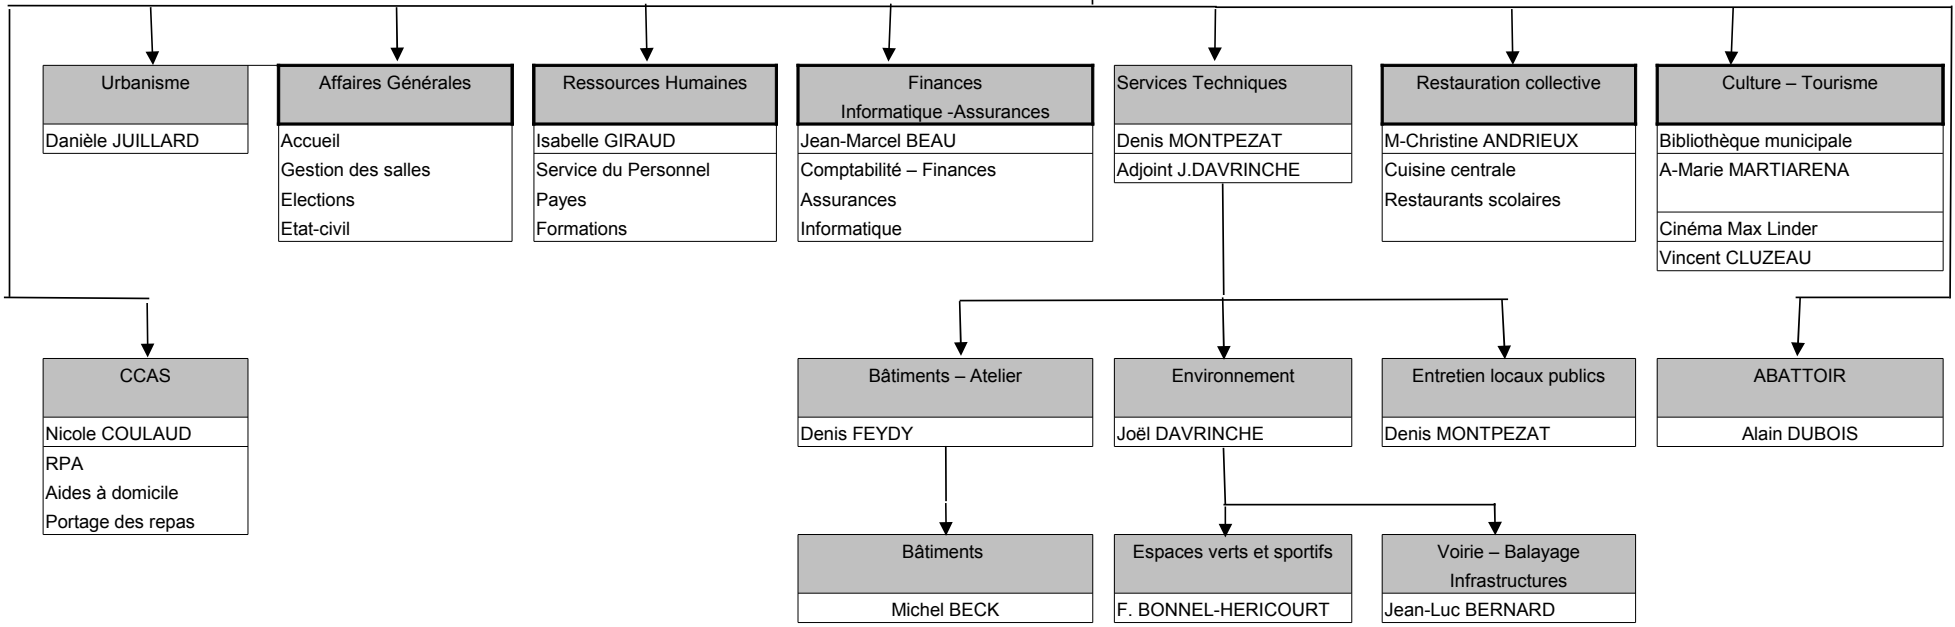 Urbanisme
Danièle JUILLARD
Affaires Générales
Accueil
Gestion des salles
Elections
Etat-civil
Ressources Humaines
Isabelle GIRAUD
Service du Personnel
Payes
Formations
Finances
Informatique -Assurances
Jean-Marcel BEAU
Comptabilité – Finances
Assurances
Informatique
Services Techniques
Denis MONTPEZAT
Adjoint J.DAVRINCHE
Restauration collective
M-Christine ANDRIEUX
Cuisine centrale
Restaurants scolaires
Culture – Tourisme
Bibliothèque municipale
A-Marie MARTIARENA
Cinéma Max Linder
Vincent CLUZEAU
CCAS
Nicole COULAUD
RPA
Aides à domicile
Portage des repas
Bâtiments – Atelier
Denis FEYDY
Environnement
Joël DAVRINCHE
Entretien locaux publics
Denis MONTPEZAT
ABATTOIR
Alain DUBOIS
Bâtiments
Michel BECK
Espaces verts et sportifs
F. BONNEL-HERICOURT
Voirie – Balayage
Infrastructures
Jean-Luc BERNARD